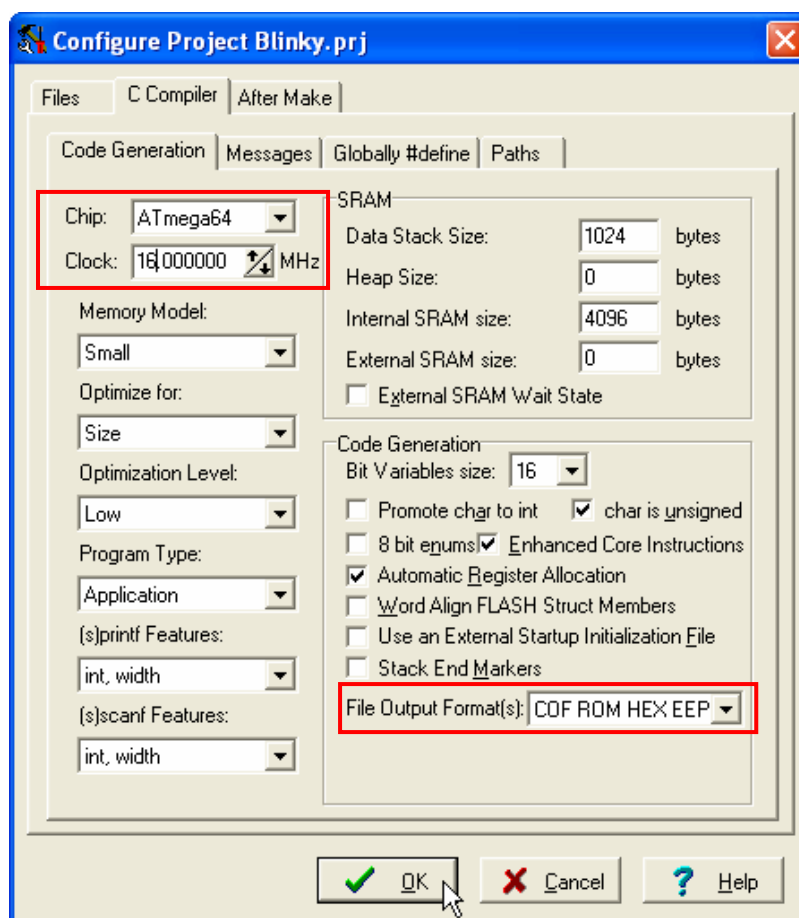 Configure Project Blinky.prj
Files C Compiler After Make
Code Generation Messages Globally #define Paths
Chip: ATmega64
Clock: 16.000000 MHz
Memory Model:
Small
Optimize for:
Size
Optimization Level:
Low
Program Type:
Application
(s)printf Features:
int, width
(s)scanf Features:
int, width
SRAM
Data Stack Size: 1024 bytes
Heap Size: 0 bytes
Internal SRAM size: 4096 bytes
External SRAM size: 0 bytes
External SRAM Wait State
Code Generation
Bit Variables size: 16
Promote char to int char is unsigned
8 bit enums Enhanced Core Instructions
Automatic Register Allocation
Word Align FLASH Struct Members
Use an External Startup Initialization File
Stack End Markers
File Output Format(s): COF ROM HEX EEP
OK Cancel Help